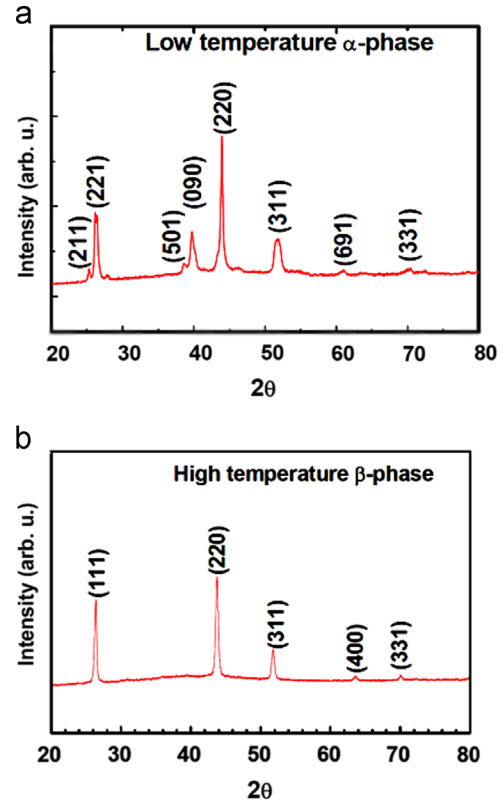 a
Low temperature α-phase
(211)
(221)
(501)
(090)
(220)
(311)
(691)
(331)
Intensity (arb. u.)
20 30 40 50 60 70 80
2θ
b
High temperature β-phase
(111)
(220)
(311)
(400)
(331)
Intensity (arb. u.)
20 30 40 50 60 70 80
2θ